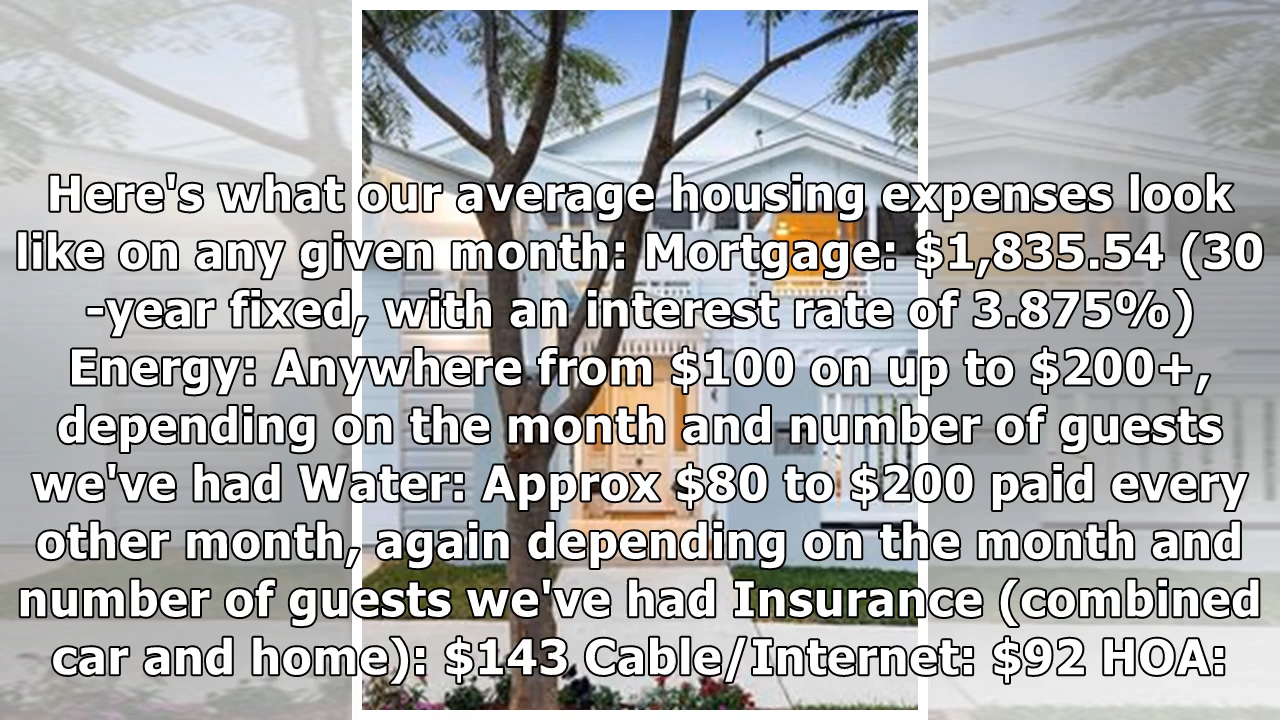 Here's what our average housing expenses look
like on any given month: Mortgage: $1,835.54 (30
-year fixed, with an interest rate of 3.875%)
Energy: Anywhere from $100 on up to $200+,
depending on the month and number of guests
we've had Water: Approx $80 to $200 paid every
other month, again depending on the month and
number of guests we've had Insurance (combined
car and home): $143 Cable/Internet: $92 HOA: